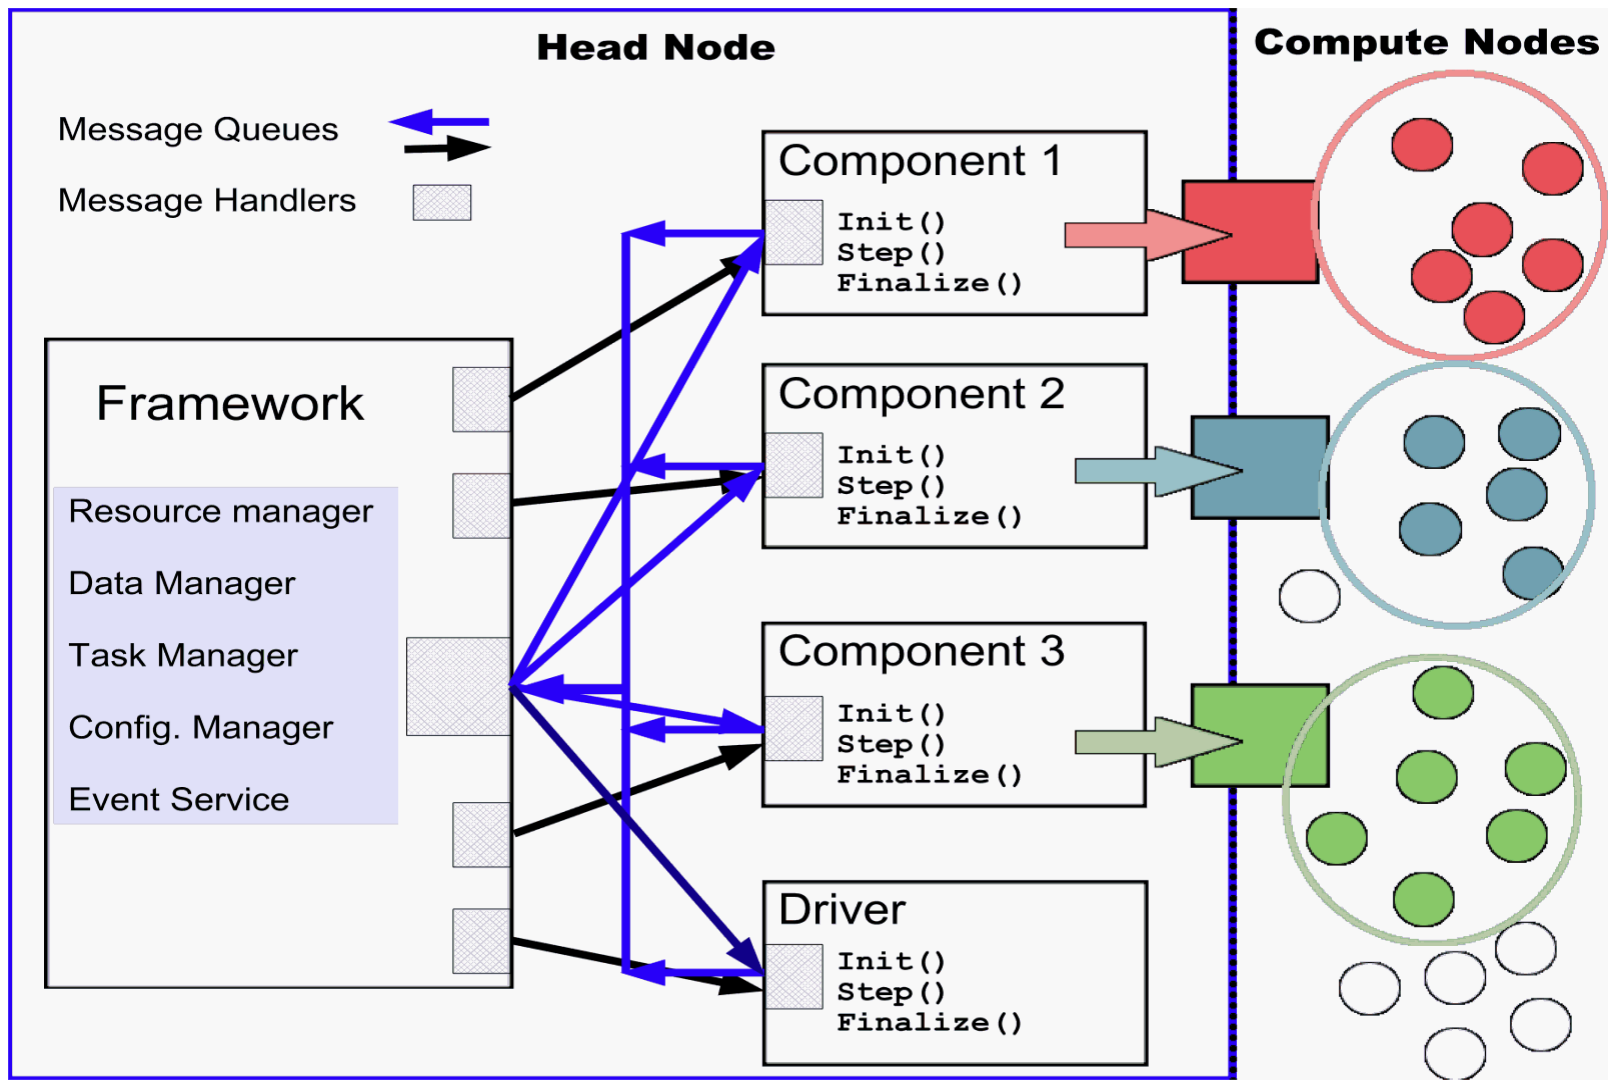 Head Node
Compute Nodes
Message Queues
Message Handlers
Component 1
Init()
Step()
Finalize()
Framework
Resource manager
Data Manager
Task Manager
Config. Manager
Event Service
Component 2
Init()
Step()
Finalize()
Component 3
Init()
Step()
Finalize()
Driver
Init()
Step()
Finalize()